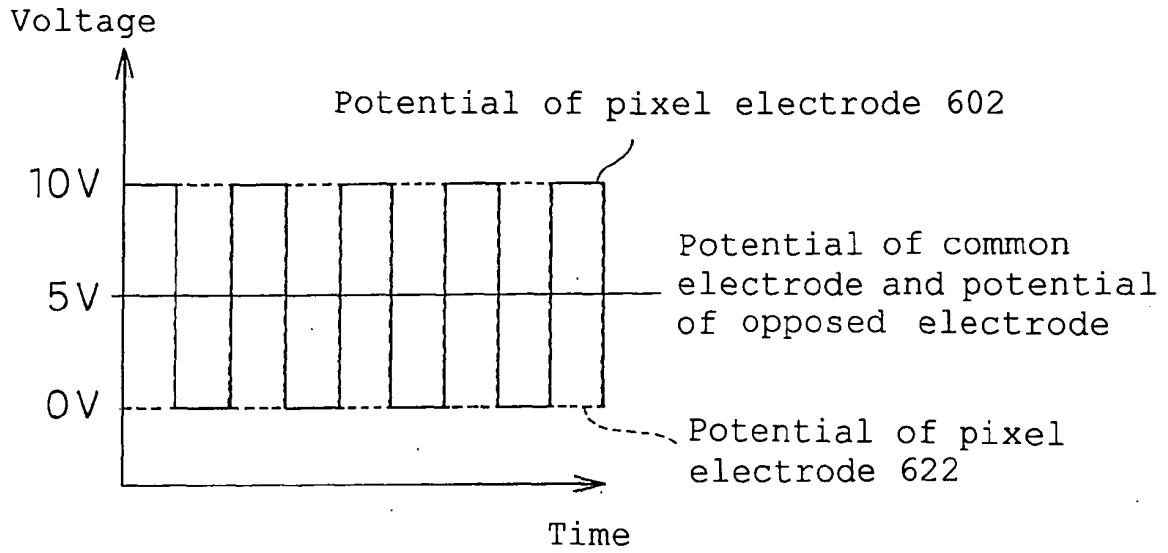 Voltage
Potential of pixel electrode 602
10V
Potential of common
electrode and potential
of opposed electrode
5V
0V
Potential of pixel
electrode 622
Time